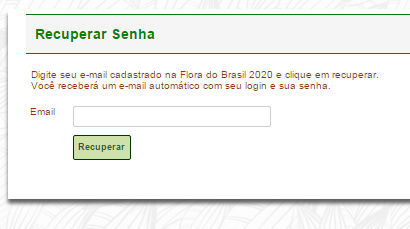 Recuperar Senha
Digite seu e-mail cadastrado na Flora do Brasil 2020 e clique em recuperar.
Você receberá um e-mail automático com seu login e sua senha.
Email
Recuperar